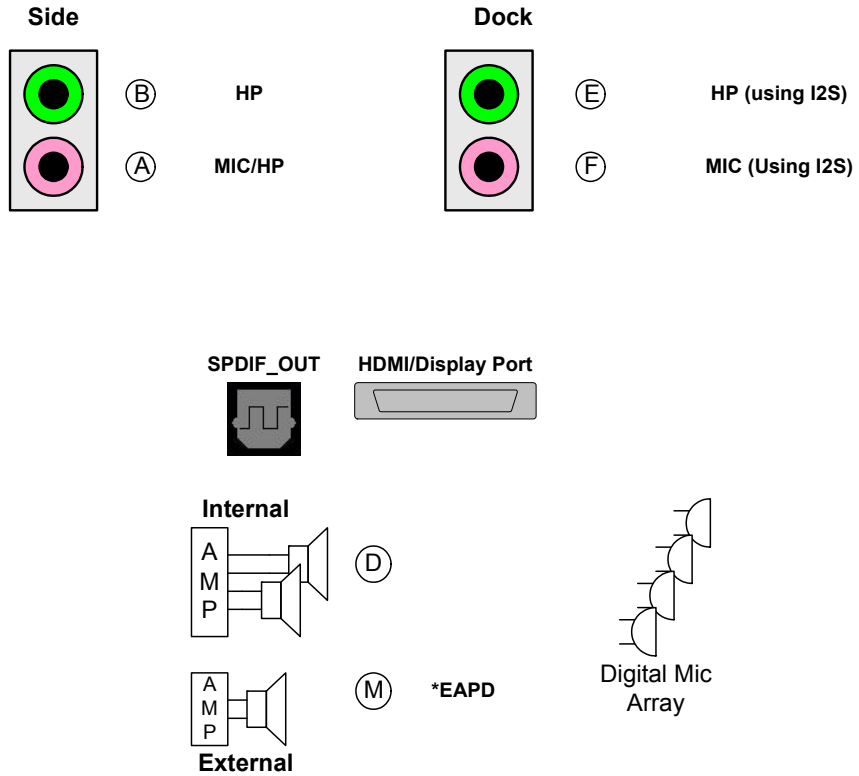 Side
Dock
B HP
E HP (using I2S)
A MIC/HP
F MIC (Using I2S)
SPDIF_OUT
HDMI/Display Port
Internal
A
M
P
D
Digital Mic
Array
A
M
P
M *EAPD
External